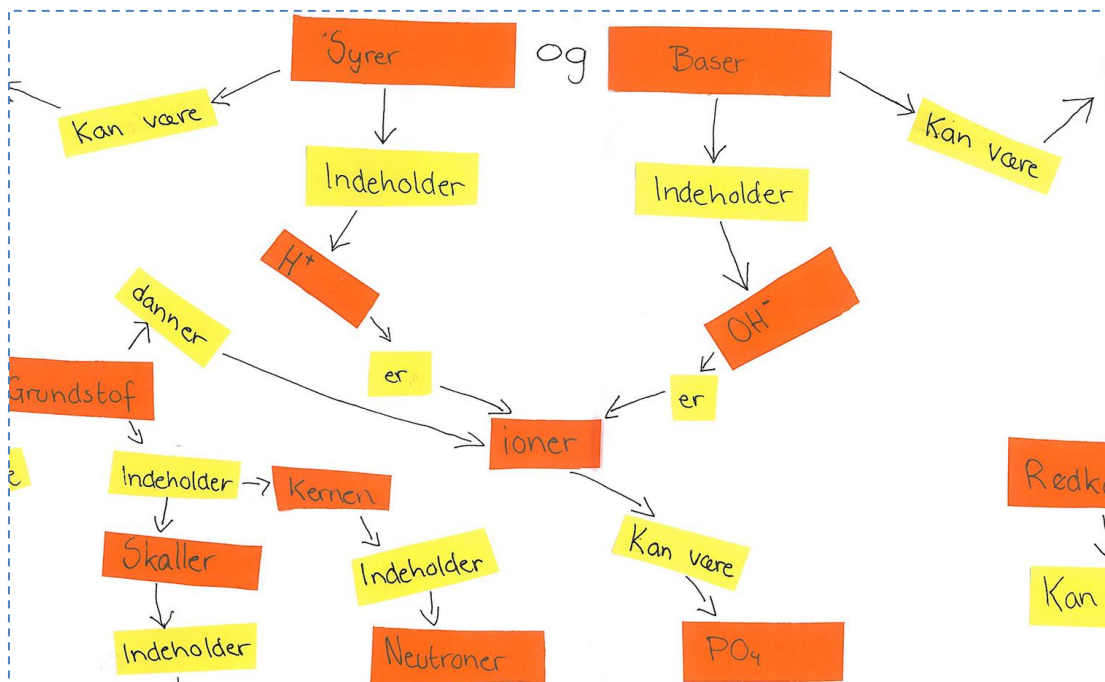 Syrer og Baser
Kan være
Kan være
Indeholder
Indeholder
H⁺
OH⁻
danner
er
er
Grundstof
ioner
Indeholder
Kernen
Skaller
Indeholder
Kan være
Kan
Indeholder
Neutroner
PO₄